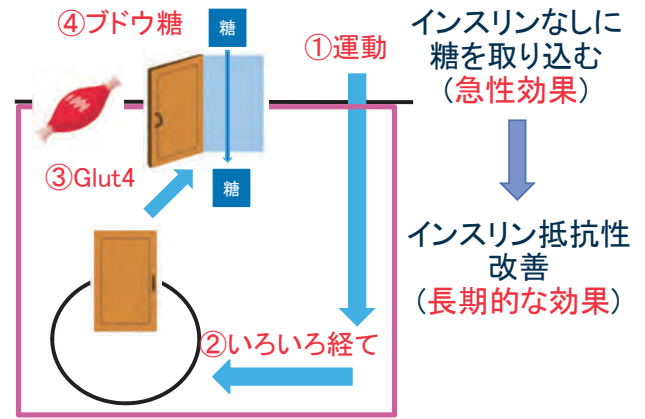 ④ブドウ糖
糖
①運動
糖
③Glut4
②いろいろ経て
インスリンなしに
糖を取り込む
(急性効果)
インスリン抵抗性
改善
(長期的な効果)